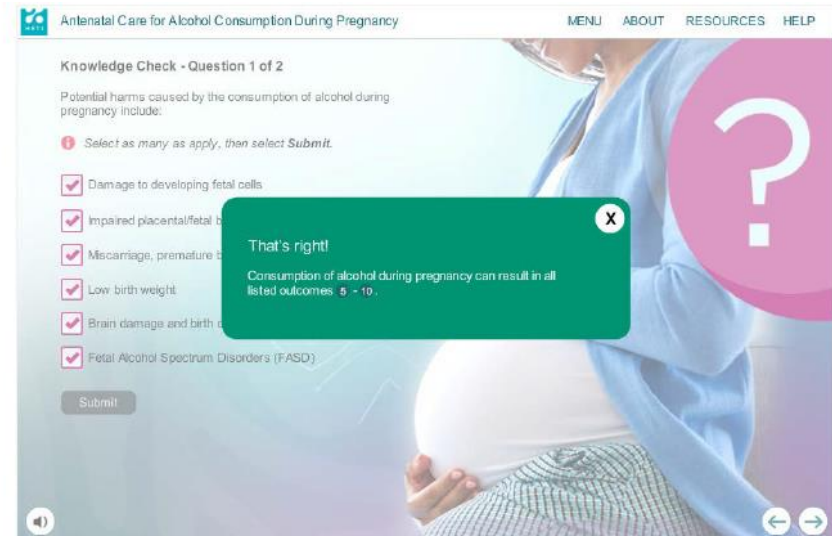 HETI
Antenatal Care for Alcohol Consumption During Pregnancy
MENU ABOUT RESOURCES HELP
Knowledge Check - Question 1 of 2
Potential harms caused by the consumption of alcohol during
pregnancy include:
Select as many as apply, then select Submit.
Damage to developing fetal cells
Impaired placental/fetal b
Miscarriage, premature b
Low birth weight
Brain damage and birth
Fetal Alcohol Spectrum Disorders (FASD)
Submit
?
X
That's right!
Consumption of alcohol during pregnancy can result in all
listed outcomes 5 - 10.